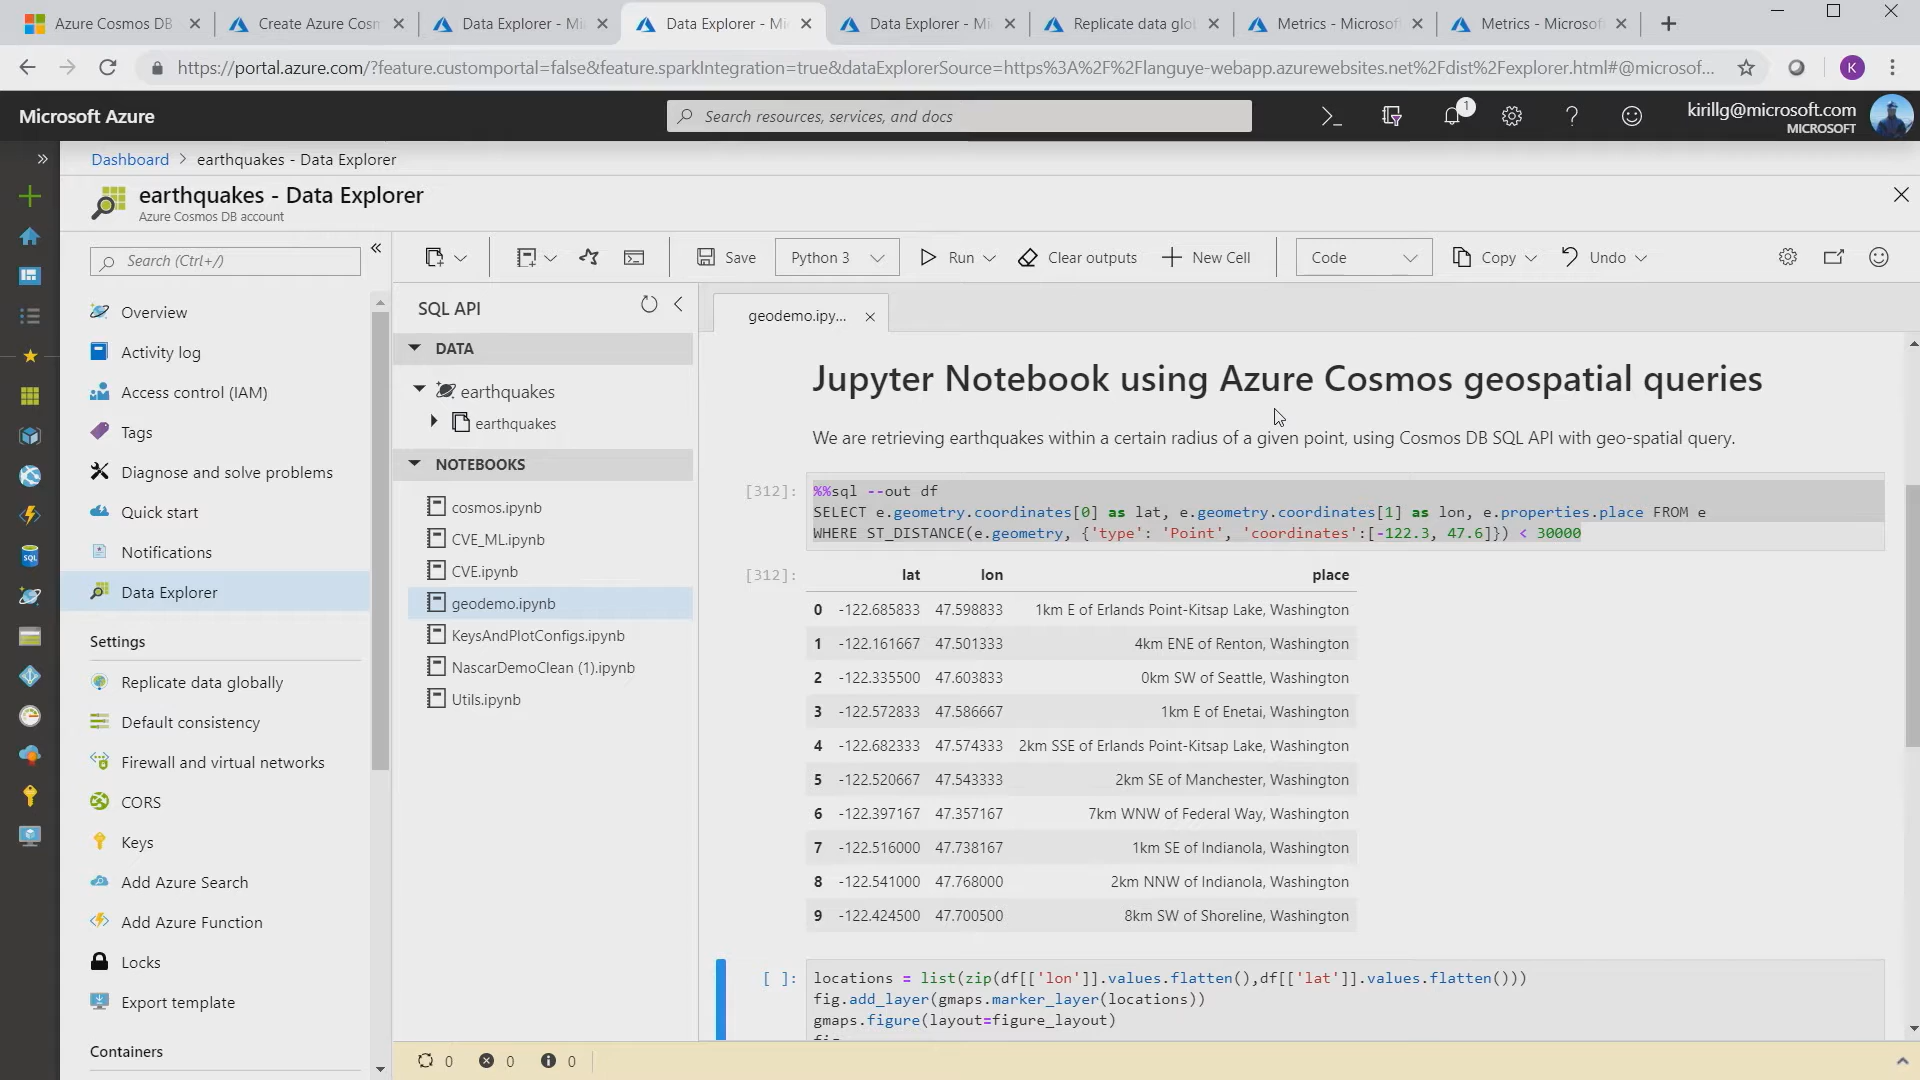 Azure Cosmos DB
Create Azure Cosm
Data Explorer - Mi
Data Explorer - Mi
Data Explorer - Mi
Replicate data glob
Metrics - Microsof
Metrics - Microsof
https://portal.azure.com/?feature.customportal=false&feature.sparkIntegration=true&dataExplorerSource=https%3A%2F%2Flanguye-webapp.azurewebsites.net%2Fdist%2Fexplorer.html#@microsof...
K
Microsoft Azure
Search resources, services, and docs
1
kirillg@microsoft.com
MICROSOFT
Dashboard > earthquakes - Data Explorer
earthquakes - Data Explorer
Azure Cosmos DB account
Search (Ctrl+/)
Overview
Activity log
Access control (IAM)
Tags
Diagnose and solve problems
Quick start
Notifications
Data Explorer
Settings
Replicate data globally
Default consistency
Firewall and virtual networks
CORS
Keys
Add Azure Search
Add Azure Function
Locks
Export template
Containers
SQL
Save
Python 3
Run
Clear outputs
New Cell
Code
Copy
Undo
SQL API
DATA
earthquakes
earthquakes
NOTEBOOKS
cosmos.ipynb
CVE_ML.ipynb
CVE.ipynb
geodemo.ipynb
KeysAndPlotConfigs.ipynb
NascarDemoClean (1).ipynb
Utils.ipynb
geodemo.ipy...
Jupyter Notebook using Azure Cosmos geospatial queries
We are retrieving earthquakes within a certain radius of a given point, using Cosmos DB SQL API with geo-spatial query.
[312]: %%sql --out df
SELECT e.geometry.coordinates[0] as lat, e.geometry.coordinates[1] as lon, e.properties.place FROM e
WHERE ST_DISTANCE(e.geometry, {'type': 'Point', 'coordinates':[-122.3, 47.6]}) < 30000
[312]: lat lon place
0 -122.685833 47.598833 1km E of Erlands Point-Kitsap Lake, Washington
1 -122.161667 47.501333 4km ENE of Renton, Washington
2 -122.335500 47.603833 0km SW of Seattle, Washington
3 -122.572833 47.586667 1km E of Enetai, Washington
4 -122.682333 47.574333 2km SSE of Erlands Point-Kitsap Lake, Washington
5 -122.520667 47.543333 2km SE of Manchester, Washington
6 -122.397167 47.357167 7km WNW of Federal Way, Washington
7 -122.516000 47.738167 1km SE of Indianola, Washington
8 -122.541000 47.768000 2km NNW of Indianola, Washington
9 -122.424500 47.700500 8km SW of Shoreline, Washington
[ ]: locations = list(zip(df[['lon']].values.flatten(),df[['lat']].values.flatten()))
fig.add_layer(gmaps.marker_layer(locations))
gmaps.figure(layout=figure_layout)
fig
0 0 0